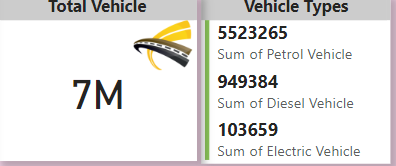 Total Vehicle
7M
Vehicle Types
5523265
Sum of Petrol Vehicle
949384
Sum of Diesel Vehicle
103659
Sum of Electric Vehicle